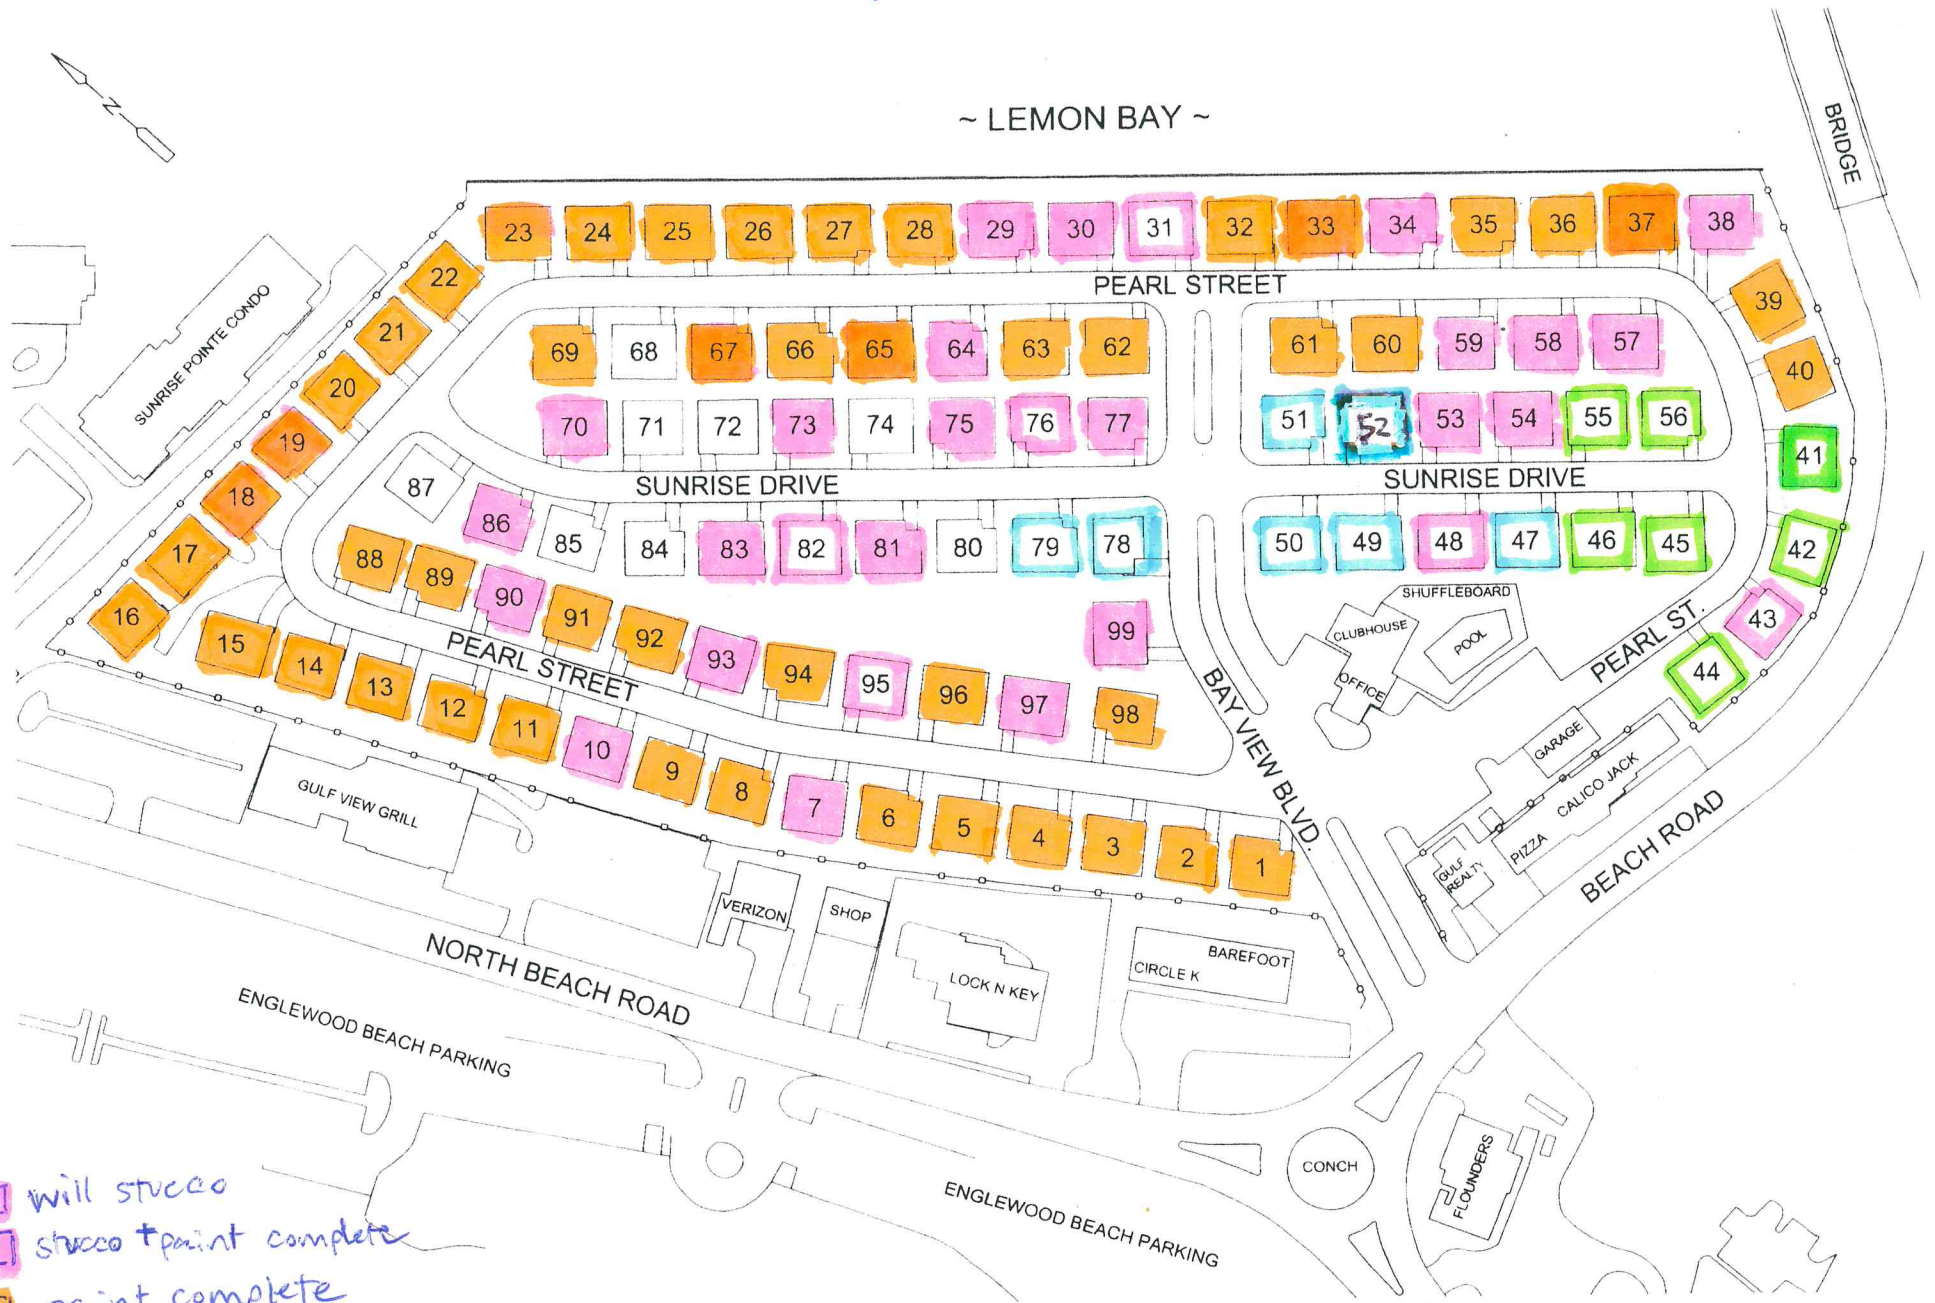 ~ LEMON BAY ~
BRIDGE
N
23 24 25 26 27 28 29 30 31 32 33 34 35 36 37 38
PEARL STREET
22
21
20
19
18
17
16
39
40
41
42
43
44
SUNRISE POINTE CONDO
69 68 67 66 65 64 63 62 61 60 59 58 57
70 71 72 73 74 75 76 77 51 52 53 54 55 56
SUNRISE DRIVE
SUNRISE DRIVE
87 86 85 84 83 82 81 80 79 78 50 49 48 47 46 45
88 89 90 91 92 93 94 95 96 97 98
99
PEARL STREET
15 14 13 12 11 10 9 8 7 6 5 4 3 2 1
BAY VIEW BLVD.
SHUFFLEBOARD
CLUBHOUSE
POOL
OFFICE
PEARL ST.
GARAGE
CALICO JACK
PIZZA
GULF
REALTY
BEACH ROAD
GULF VIEW GRILL
VERIZON
SHOP
LOCK N KEY
BAREFOOT
CIRCLE K
NORTH BEACH ROAD
ENGLEWOOD BEACH PARKING
ENGLEWOOD BEACH PARKING
CONCH
FLOUNDERS
will stucco
stucco + paint complete
paint complete